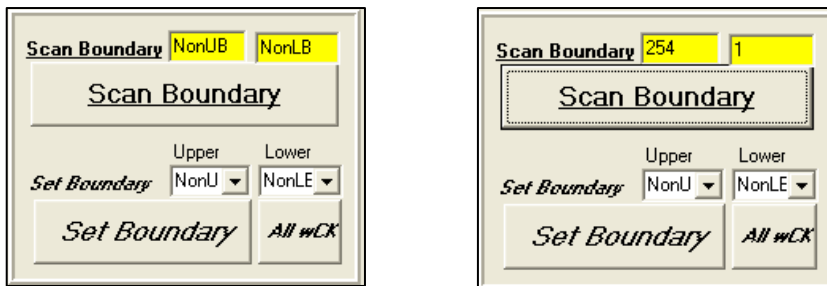 Scan Boundary NonUB NonLB
Scan Boundary
Upper Lower
Set Boundary NonU NonLE
Set Boundary All wCK
Scan Boundary 254 1
Scan Boundary
Upper Lower
Set Boundary NonU NonLE
Set Boundary All wCK